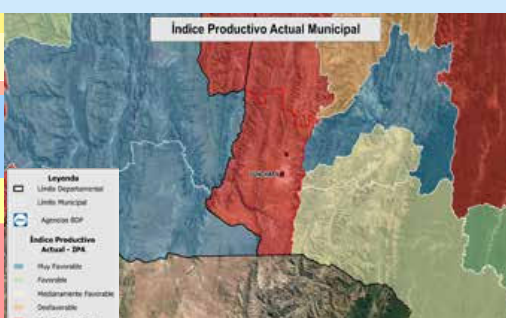 Índice Productivo Actual Municipal
Leyenda
Límite Departamental
Límite Municipal
Agencias BDP
Índice Productivo
Actual - IPA
Muy Favorable
Favorable
Medianamente Favorable
Desfavorable